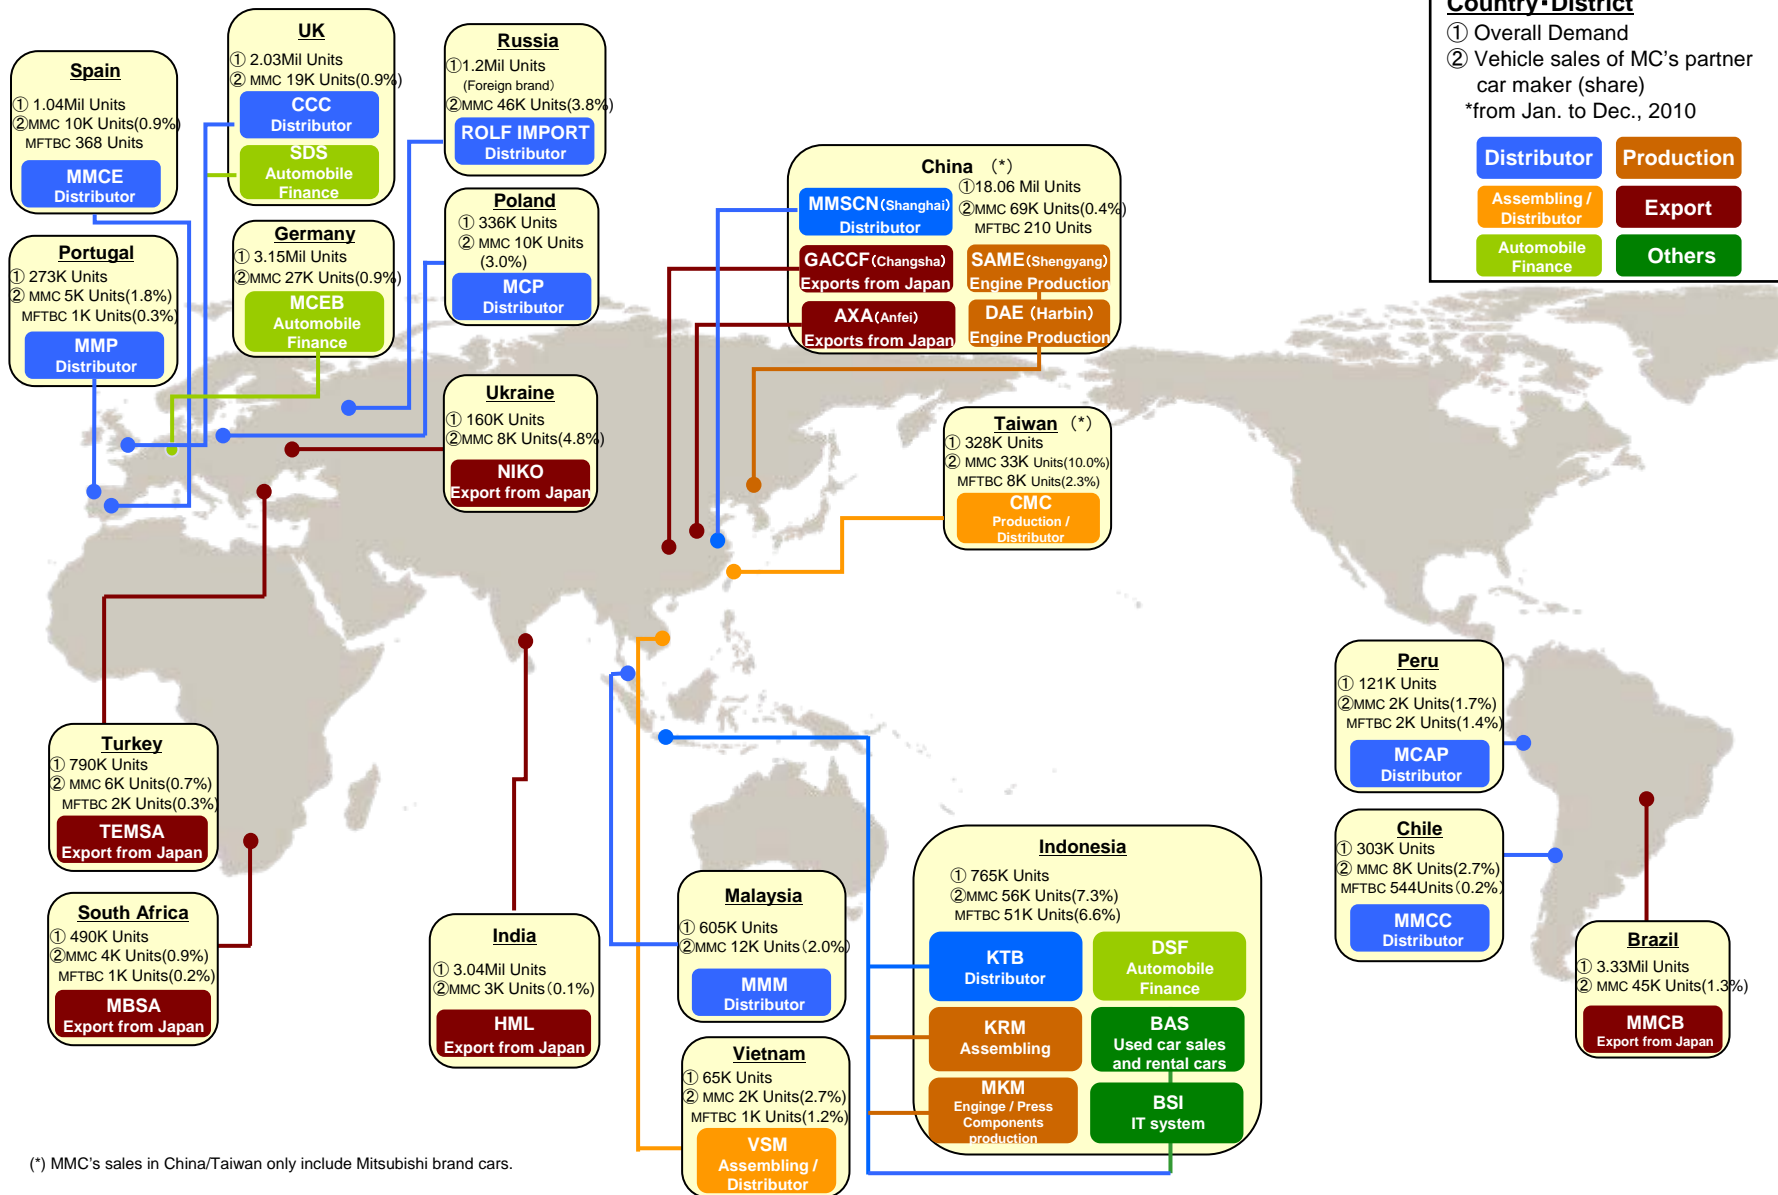 Country・District
① Overall Demand
② Vehicle sales of MC's partner
car maker (share)
*from Jan. to Dec., 2010
Distributor
Production
Assembling /
Distributor
Export
Automobile
Finance
Others
Spain
① 1.04Mil Units
②MMC 10K Units(0.9%)
MFTBC 368 Units
MMCE
Distributor
UK
① 2.03Mil Units
② MMC 19K Units(0.9%)
CCC
Distributor
SDS
Automobile
Finance
Russia
①1.2Mil Units
(Foreign brand)
②MMC 46K Units(3.8%)
ROLF IMPORT
Distributor
Portugal
① 273K Units
② MMC 5K Units(1.8%)
MFTBC 1K Units(0.3%)
MMP
Distributor
Germany
① 3.15Mil Units
②MMC 27K Units(0.9%)
MCEB
Automobile
Finance
Poland
① 336K Units
② MMC 10K Units
(3.0%)
MCP
Distributor
China (*)
①18.06 Mil Units
②MMC 69K Units(0.4%)
MFTBC 210 Units
MMSCN(Shanghai)
Distributor
GACCF(Changsha)
Exports from Japan
SAME(Shengyang)
Engine Production
AXA(Anfei)
Exports from Japan
DAE (Harbin)
Engine Production
Ukraine
① 160K Units
②MMC 8K Units(4.8%)
NIKO
Export from Japan
Taiwan (*)
① 328K Units
② MMC 33K Units(10.0%)
MFTBC 8K Units(2.3%)
CMC
Production /
Distributor
Turkey
① 790K Units
② MMC 6K Units(0.7%)
MFTBC 2K Units(0.3%)
TEMSA
Export from Japan
South Africa
① 490K Units
②MMC 4K Units(0.9%)
MFTBC 1K Units(0.2%)
MBSA
Export from Japan
India
① 3.04Mil Units
②MMC 3K Units(0.1%)
HML
Export from Japan
Malaysia
① 605K Units
②MMC 12K Units(2.0%)
MMM
Distributor
Vietnam
① 65K Units
② MMC 2K Units(2.7%)
MFTBC 1K Units(1.2%)
VSM
Assembling /
Distributor
Indonesia
① 765K Units
②MMC 56K Units(7.3%)
MFTBC 51K Units(6.6%)
KTB
Distributor
DSF
Automobile
Finance
KRM
Assembling
BAS
Used car sales
and rental cars
MKM
Enginge / Press
Components
production
BSI
IT system
Peru
① 121K Units
②MMC 2K Units(1.7%)
MFTBC 2K Units(1.4%)
MCAP
Distributor
Chile
① 303K Units
② MMC 8K Units(2.7%)
MFTBC 544Units(0.2%)
MMCC
Distributor
Brazil
① 3.33Mil Units
② MMC 45K Units(1.3%)
MMCB
Export from Japan
(*) MMC's sales in China/Taiwan only include Mitsubishi brand cars.